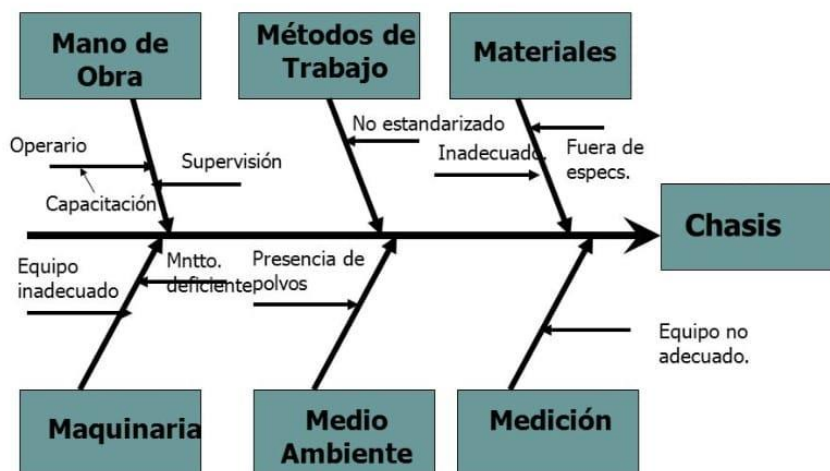 Mano de
Obra
Métodos de
Trabajo
Materiales
Operario
Supervisión
Capacitación
No estandarizado
Inadecuado.
Fuera de
especs.
Chasis
Equipo
inadecuado
Mntto.
deficiente
Presencia de
polvos
Equipo no
adecuado.
Maquinaria
Medio
Ambiente
Medición